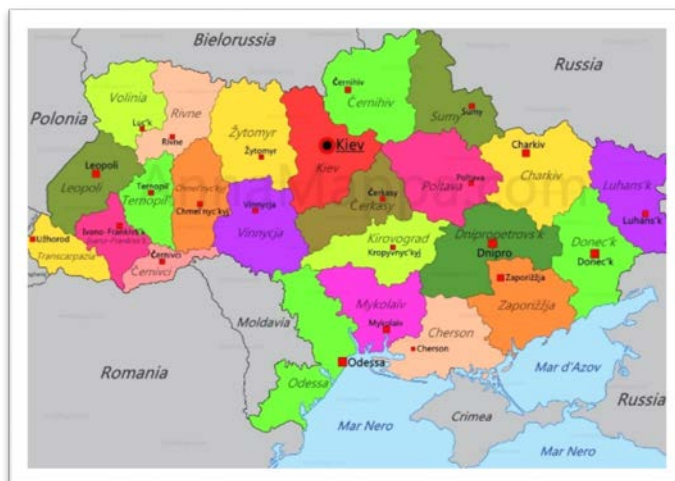 Bielorussia
Russia
Polonia
Volinia
Luc'k
Rivne
Rivne
Žytomyr
Žytomyr
Kiev
Kiev
Černihiv
Černihiv
Sumy
Sumy
Leopoli
Leopoli
Ternopil
Ternopil
Chmel'nyc'kyj
Vinnycja
Vinnycja
Čerkasy
Čerkasy
Poltava
Poltava
Charkiv
Charkiv
Luhans'k
Luhans'k
Užhorod
Transcarpazia
Ivano-Frankivs'k
Ivano-Frankivs'k
Černivci
Černivci
Kirovograd
Kropyvnyc'kyj
Dnipropetrovs'k
Dnipro
Donec'k
Donec'k
Zaporižžja
Zaporižžja
Moldavia
Mykolaiv
Mykolaiv
Cherson
Cherson
Odessa
Odessa
Romania
Mar d'Azov
Russia
Crimea
Mar Nero
Mar Nero